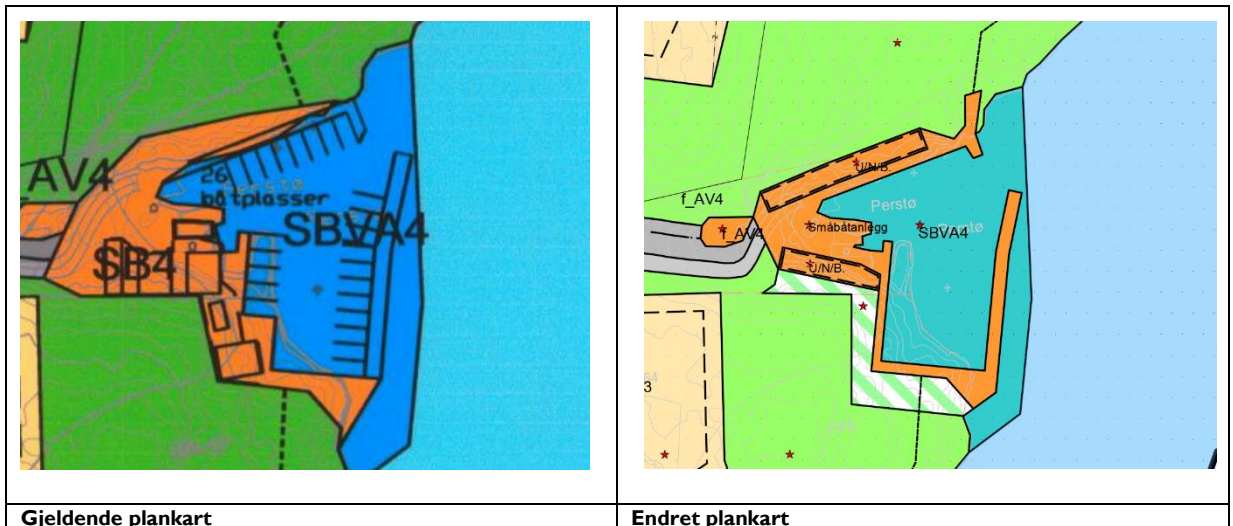 AV4
26
Perstø
båtplasser
SBVA4
SB4
Gjeldende plankart
U/N/B.
f_AV4
Perstø
f_AV4
Småbåtanlegg
SBVA4
U/N/B.
3
Endret plankart